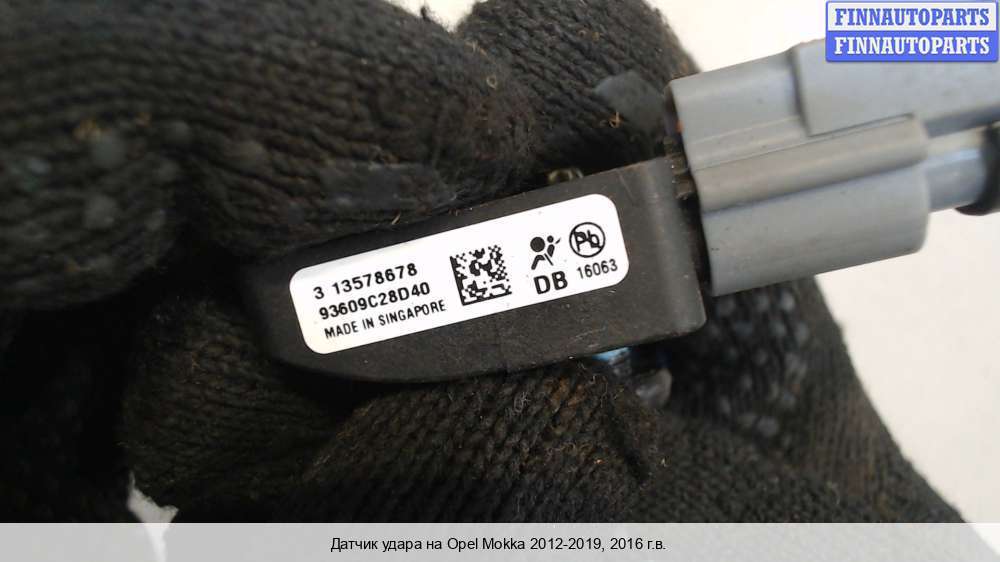 FINNAUTOPARTS
FINNAUTOPARTS
3 13578678
93609C28D40
MADE IN SINGAPORE
Pb
DB 16063
Датчик удара на Opel Mokka 2012-2019, 2016 г.в.